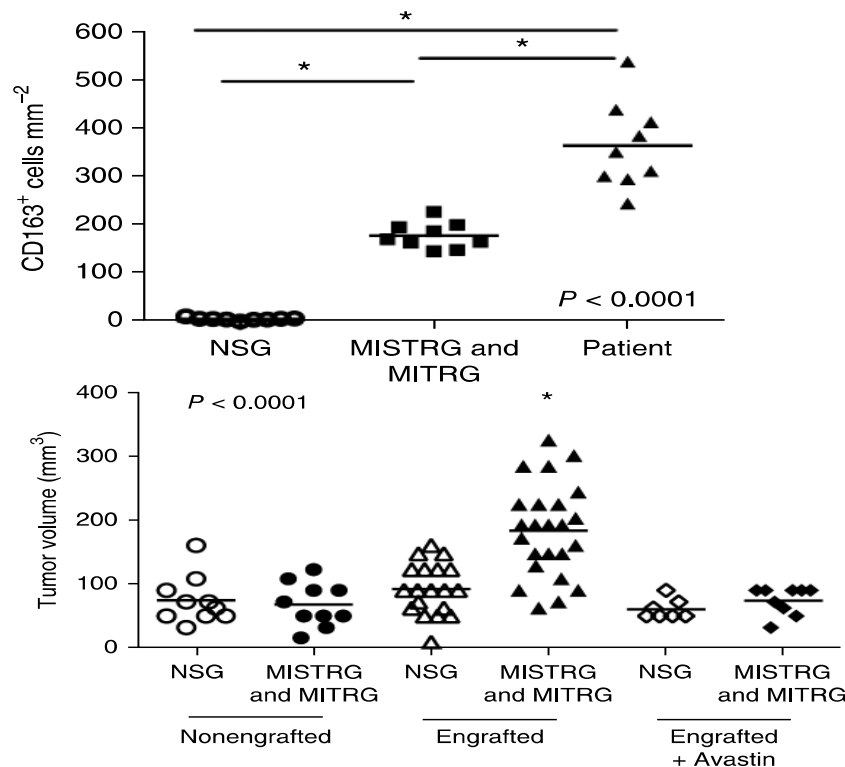 *
*
*
600
500
400
300
200
100
0
CD163+ cells mm−2
P < 0.0001
NSG
MISTRG and
MITRG
Patient
400
300
200
100
0
Tumor volume (mm3)
P < 0.0001
*
NSG
MISTRG
and MITRG
NSG
MISTRG
and MITRG
NSG
MISTRG
and MITRG
Nonengrafted
Engrafted
Engrafted
+ Avastin